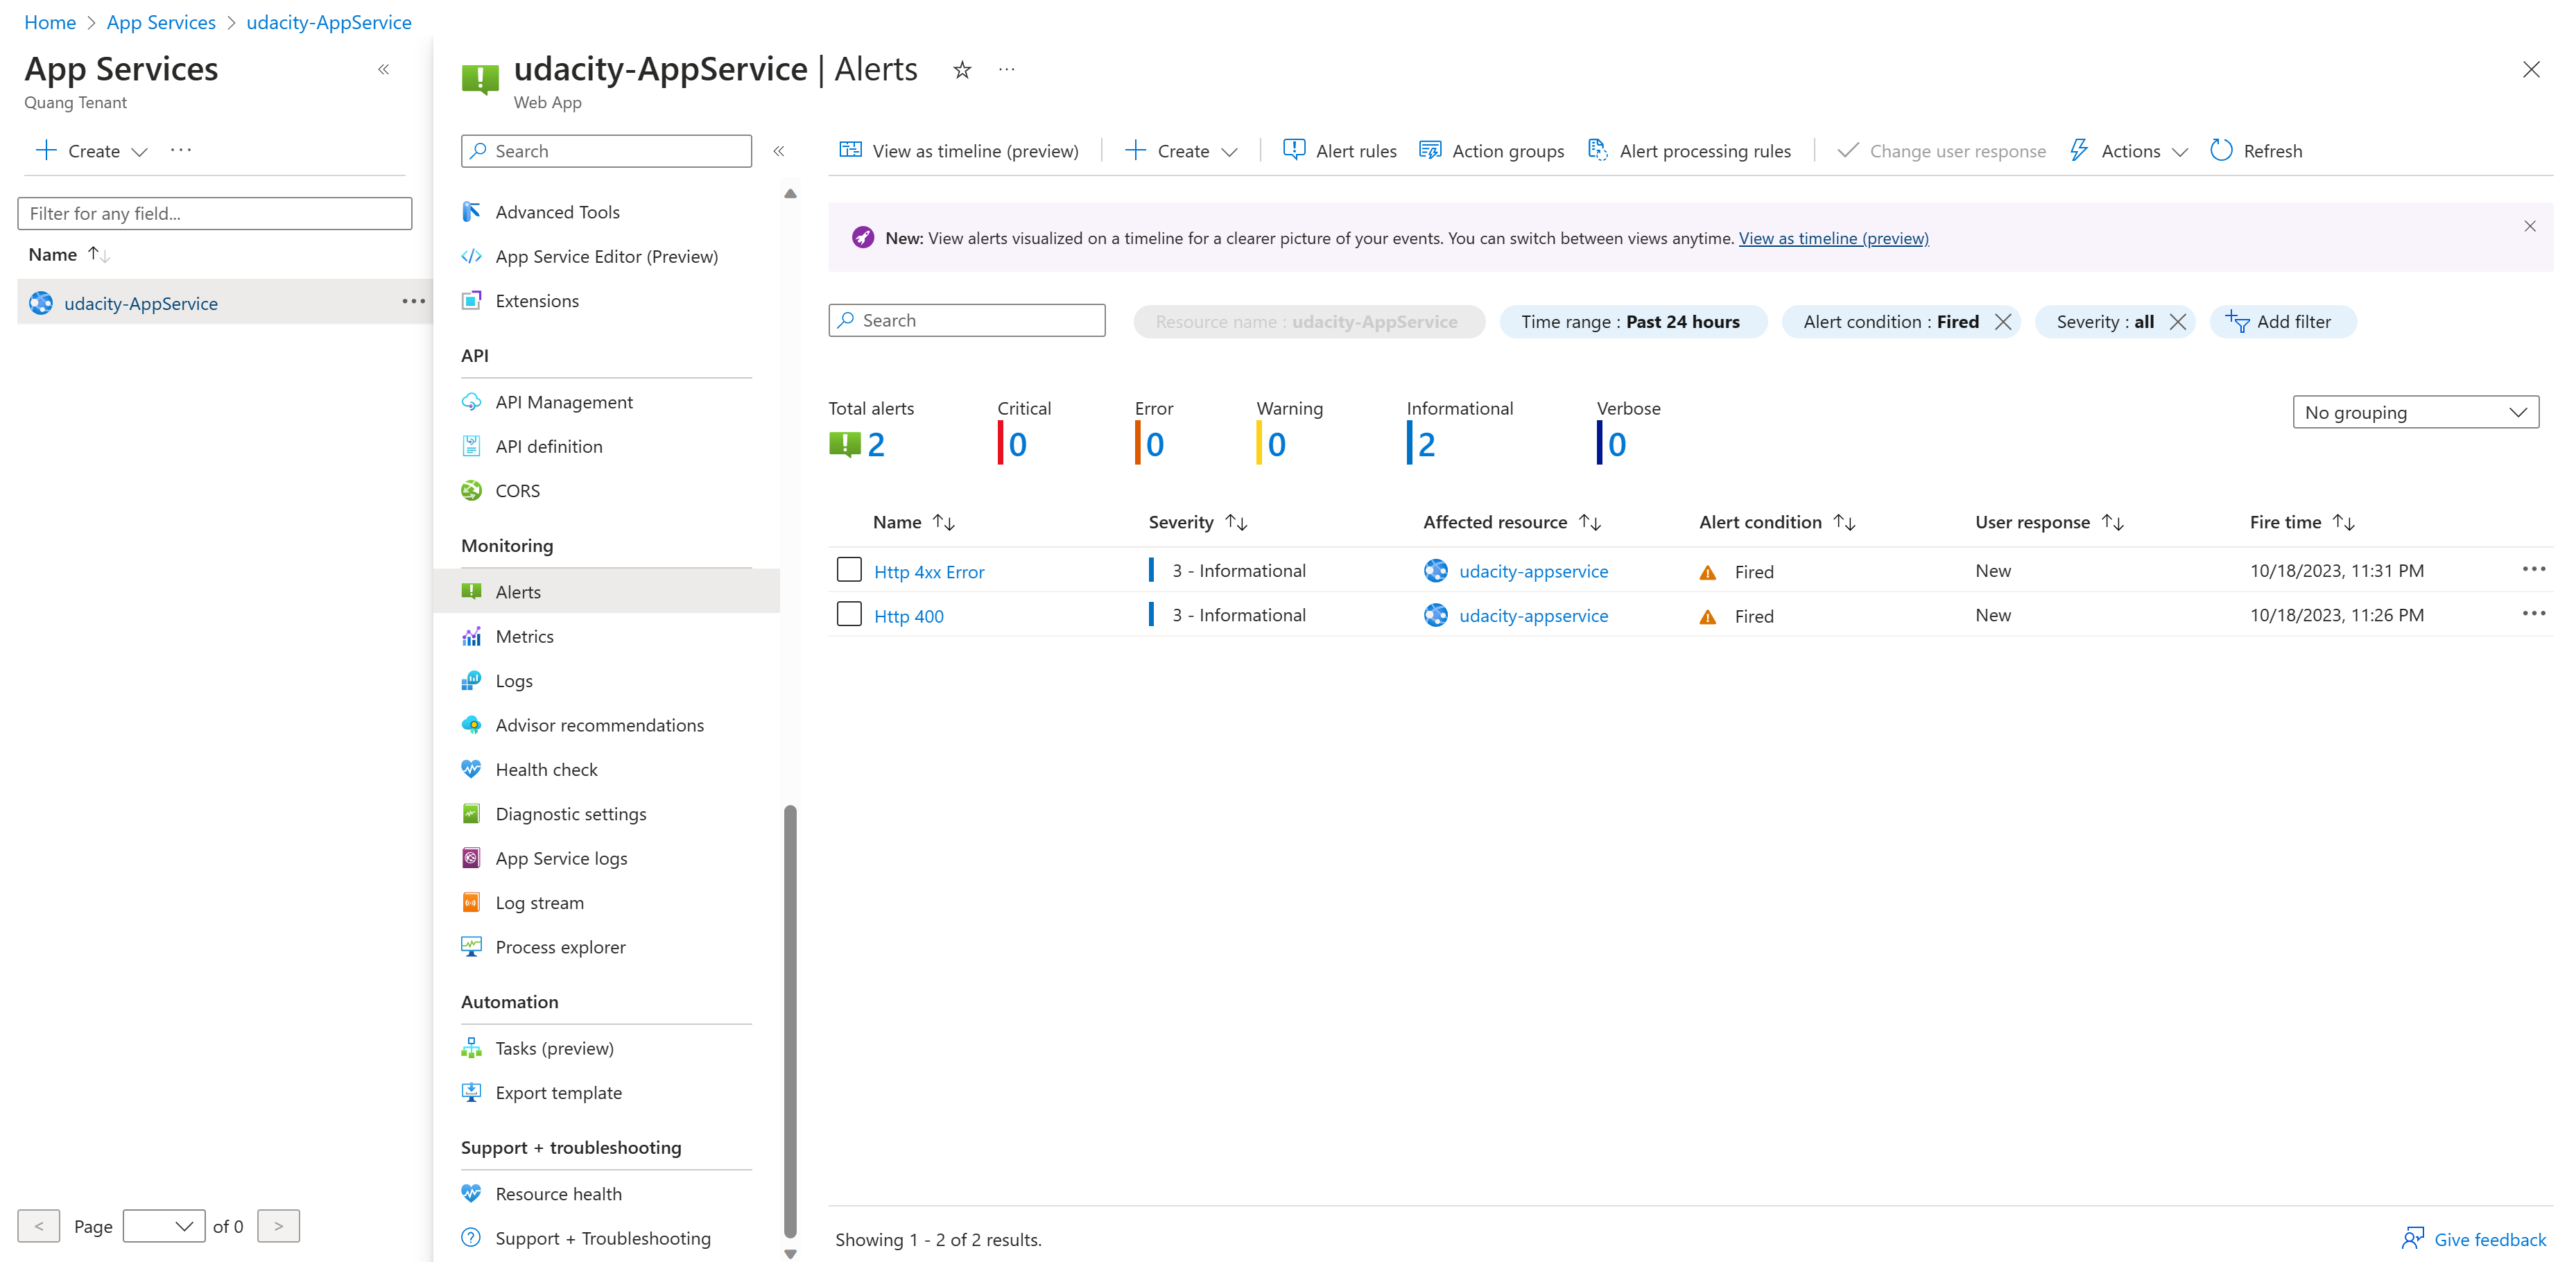 Home > App Services > udacity-AppService
App Services
Quang Tenant
Create
Filter for any field...
Name
udacity-AppService
< Page of 0 >
udacity-AppService | Alerts
Web App
Search
Advanced Tools
App Service Editor (Preview)
Extensions
API
API Management
API definition
CORS
Monitoring
Alerts
Metrics
Logs
Advisor recommendations
Health check
Diagnostic settings
App Service logs
Log stream
Process explorer
Automation
Tasks (preview)
Export template
Support + troubleshooting
Resource health
Support + Troubleshooting
View as timeline (preview) Create Alert rules Action groups Alert processing rules Change user response Actions Refresh
New: View alerts visualized on a timeline for a clearer picture of your events. You can switch between views anytime. View as timeline (preview)
Search Resource name : udacity-AppService Time range : Past 24 hours Alert condition : Fired Severity : all Add filter
Total alerts Critical Error Warning Informational Verbose
2 0 0 0 2 0
No grouping
Name Severity Affected resource Alert condition User response Fire time
Http 4xx Error 3 - Informational udacity-appservice Fired New 10/18/2023, 11:31 PM
Http 400 3 - Informational udacity-appservice Fired New 10/18/2023, 11:26 PM
Showing 1 - 2 of 2 results.
Give feedback